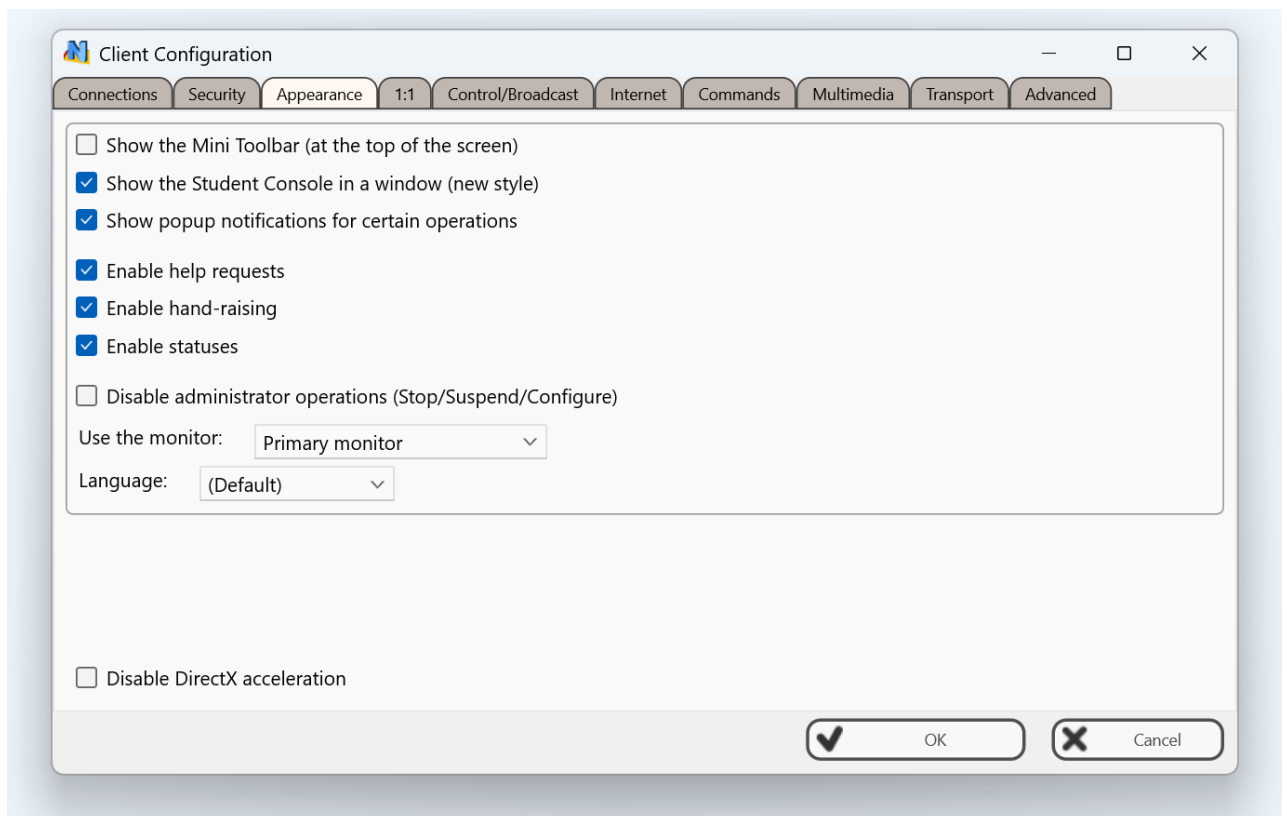 Client Configuration
Connections Security Appearance 1:1 Control/Broadcast Internet Commands Multimedia Transport Advanced
Show the Mini Toolbar (at the top of the screen)
Show the Student Console in a window (new style)
Show popup notifications for certain operations
Enable help requests
Enable hand-raising
Enable statuses
Disable administrator operations (Stop/Suspend/Configure)
Use the monitor: Primary monitor
Language: (Default)
Disable DirectX acceleration
OK Cancel